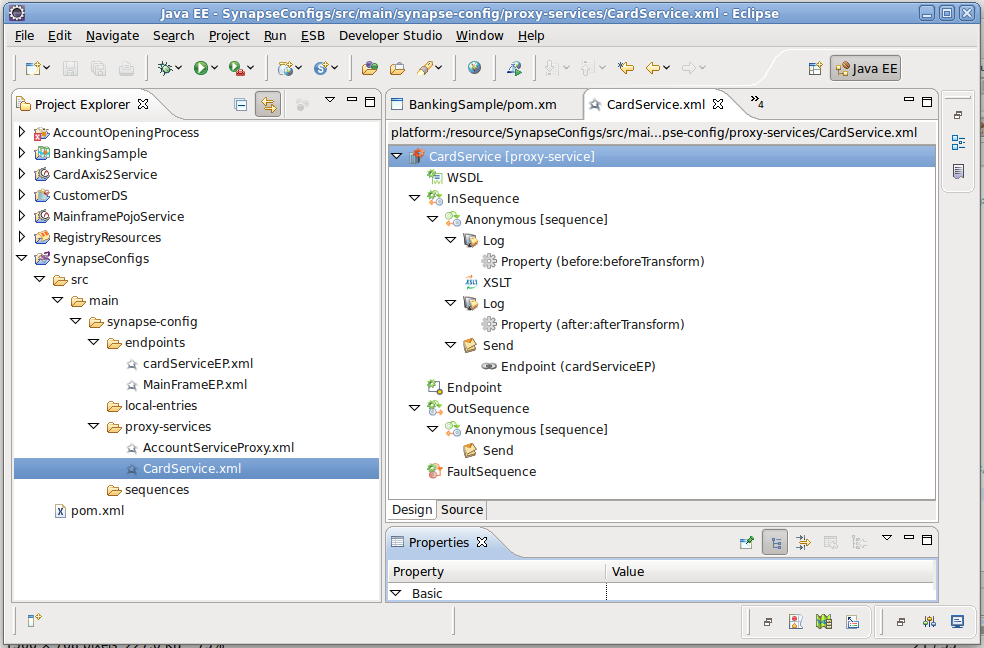 Java EE - SynapseConfigs/src/main/synapse-config/proxy-services/CardService.xml - Eclipse
File Edit Navigate Search Project Run ESB Developer Studio Window Help
Java EE
Project Explorer
AccountOpeningProcess
BankingSample
CardAxis2Service
CustomerDS
MainframePojoService
RegistryResources
SynapseConfigs
src
main
synapse-config
endpoints
cardServiceEP.xml
MainFrameEP.xml
local-entries
proxy-services
AccountServiceProxy.xml
CardService.xml
sequences
pom.xml
BankingSample/pom.xm
CardService.xml
»4
platform:/resource/SynapseConfigs/src/mai...pse-config/proxy-services/CardService.xml
CardService [proxy-service]
WSDL
InSequence
Anonymous [sequence]
Log
Property (before:beforeTransform)
XSLT
Log
Property (after:afterTransform)
Send
Endpoint (cardServiceEP)
Endpoint
OutSequence
Anonymous [sequence]
Send
FaultSequence
Design Source
Properties
Property Value
Basic